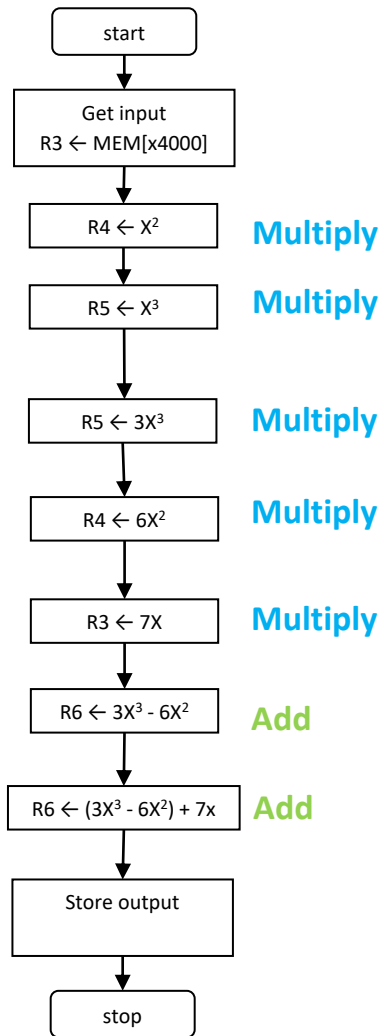 start
Get input
R3 ← MEM[x4000]
R4 ← X²
Multiply
R5 ← X³
Multiply
R5 ← 3X³
Multiply
R4 ← 6X²
Multiply
R3 ← 7X
Multiply
R6 ← 3X³ - 6X²
Add
R6 ← (3X³ - 6X²) + 7x
Add
Store output
stop